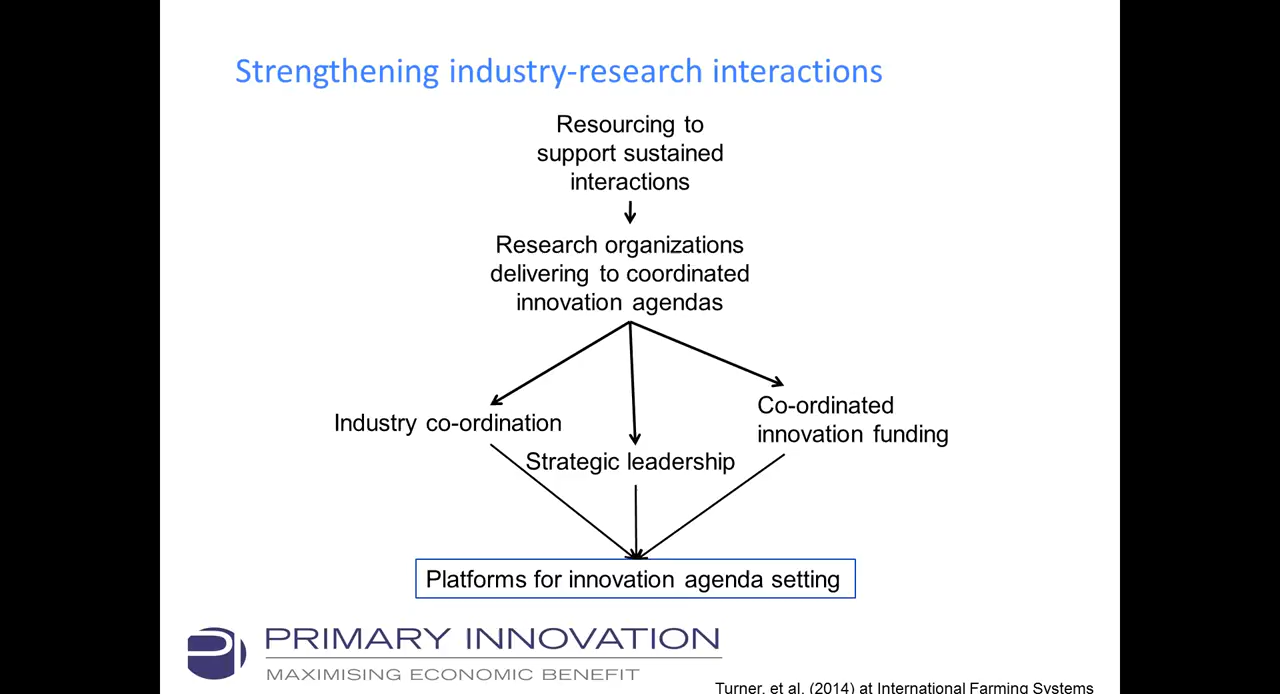 Strengthening industry-research interactions
Resourcing to
support sustained
interactions
Research organizations
delivering to coordinated
innovation agendas
Industry co-ordination
Strategic leadership
Co-ordinated
innovation funding
Platforms for innovation agenda setting
PRIMARY INNOVATION
MAXIMISING ECONOMIC BENEFIT
Turner, et al. (2014) at International Farming Systems